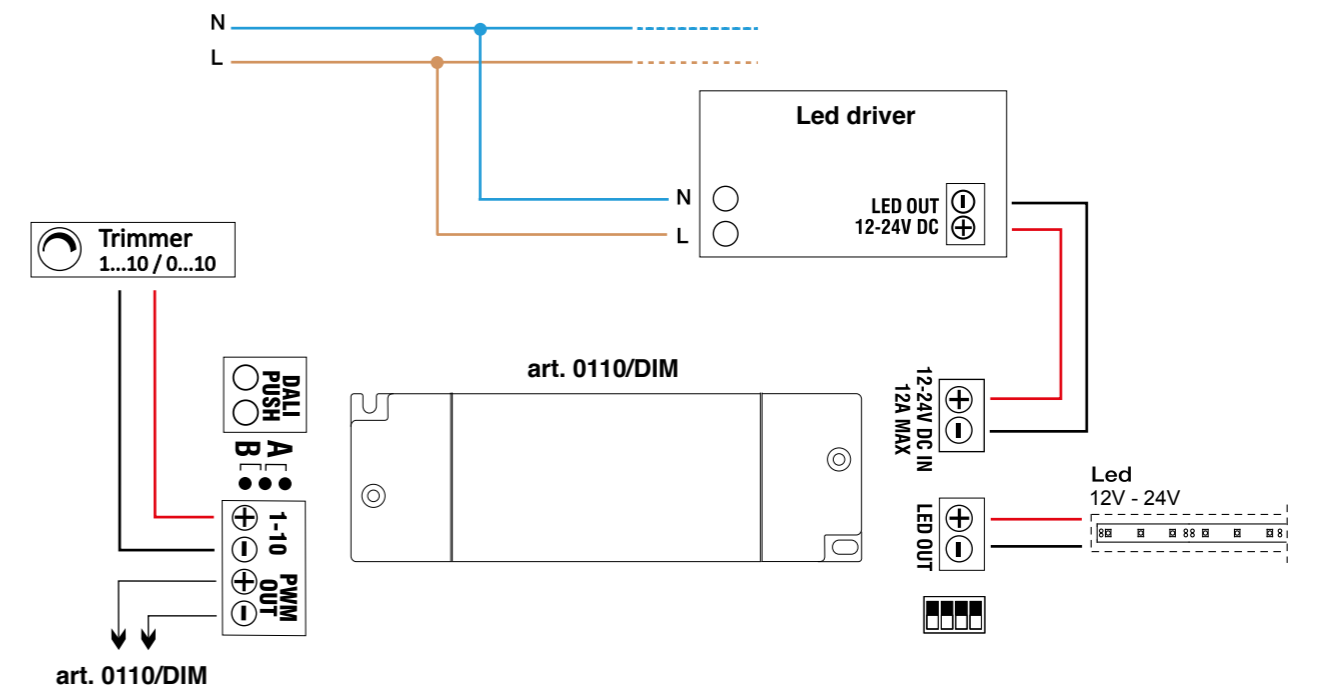 N
L
Led driver
N
L
LED OUT
12-24V DC
Trimmer
1...10 / 0...10
DALI
PUSH
A
B
1-10
PWM
OUT
art. 0110/DIM
art. 0110/DIM
12-24V DC IN
12A MAX
LED OUT
Led
12V - 24V